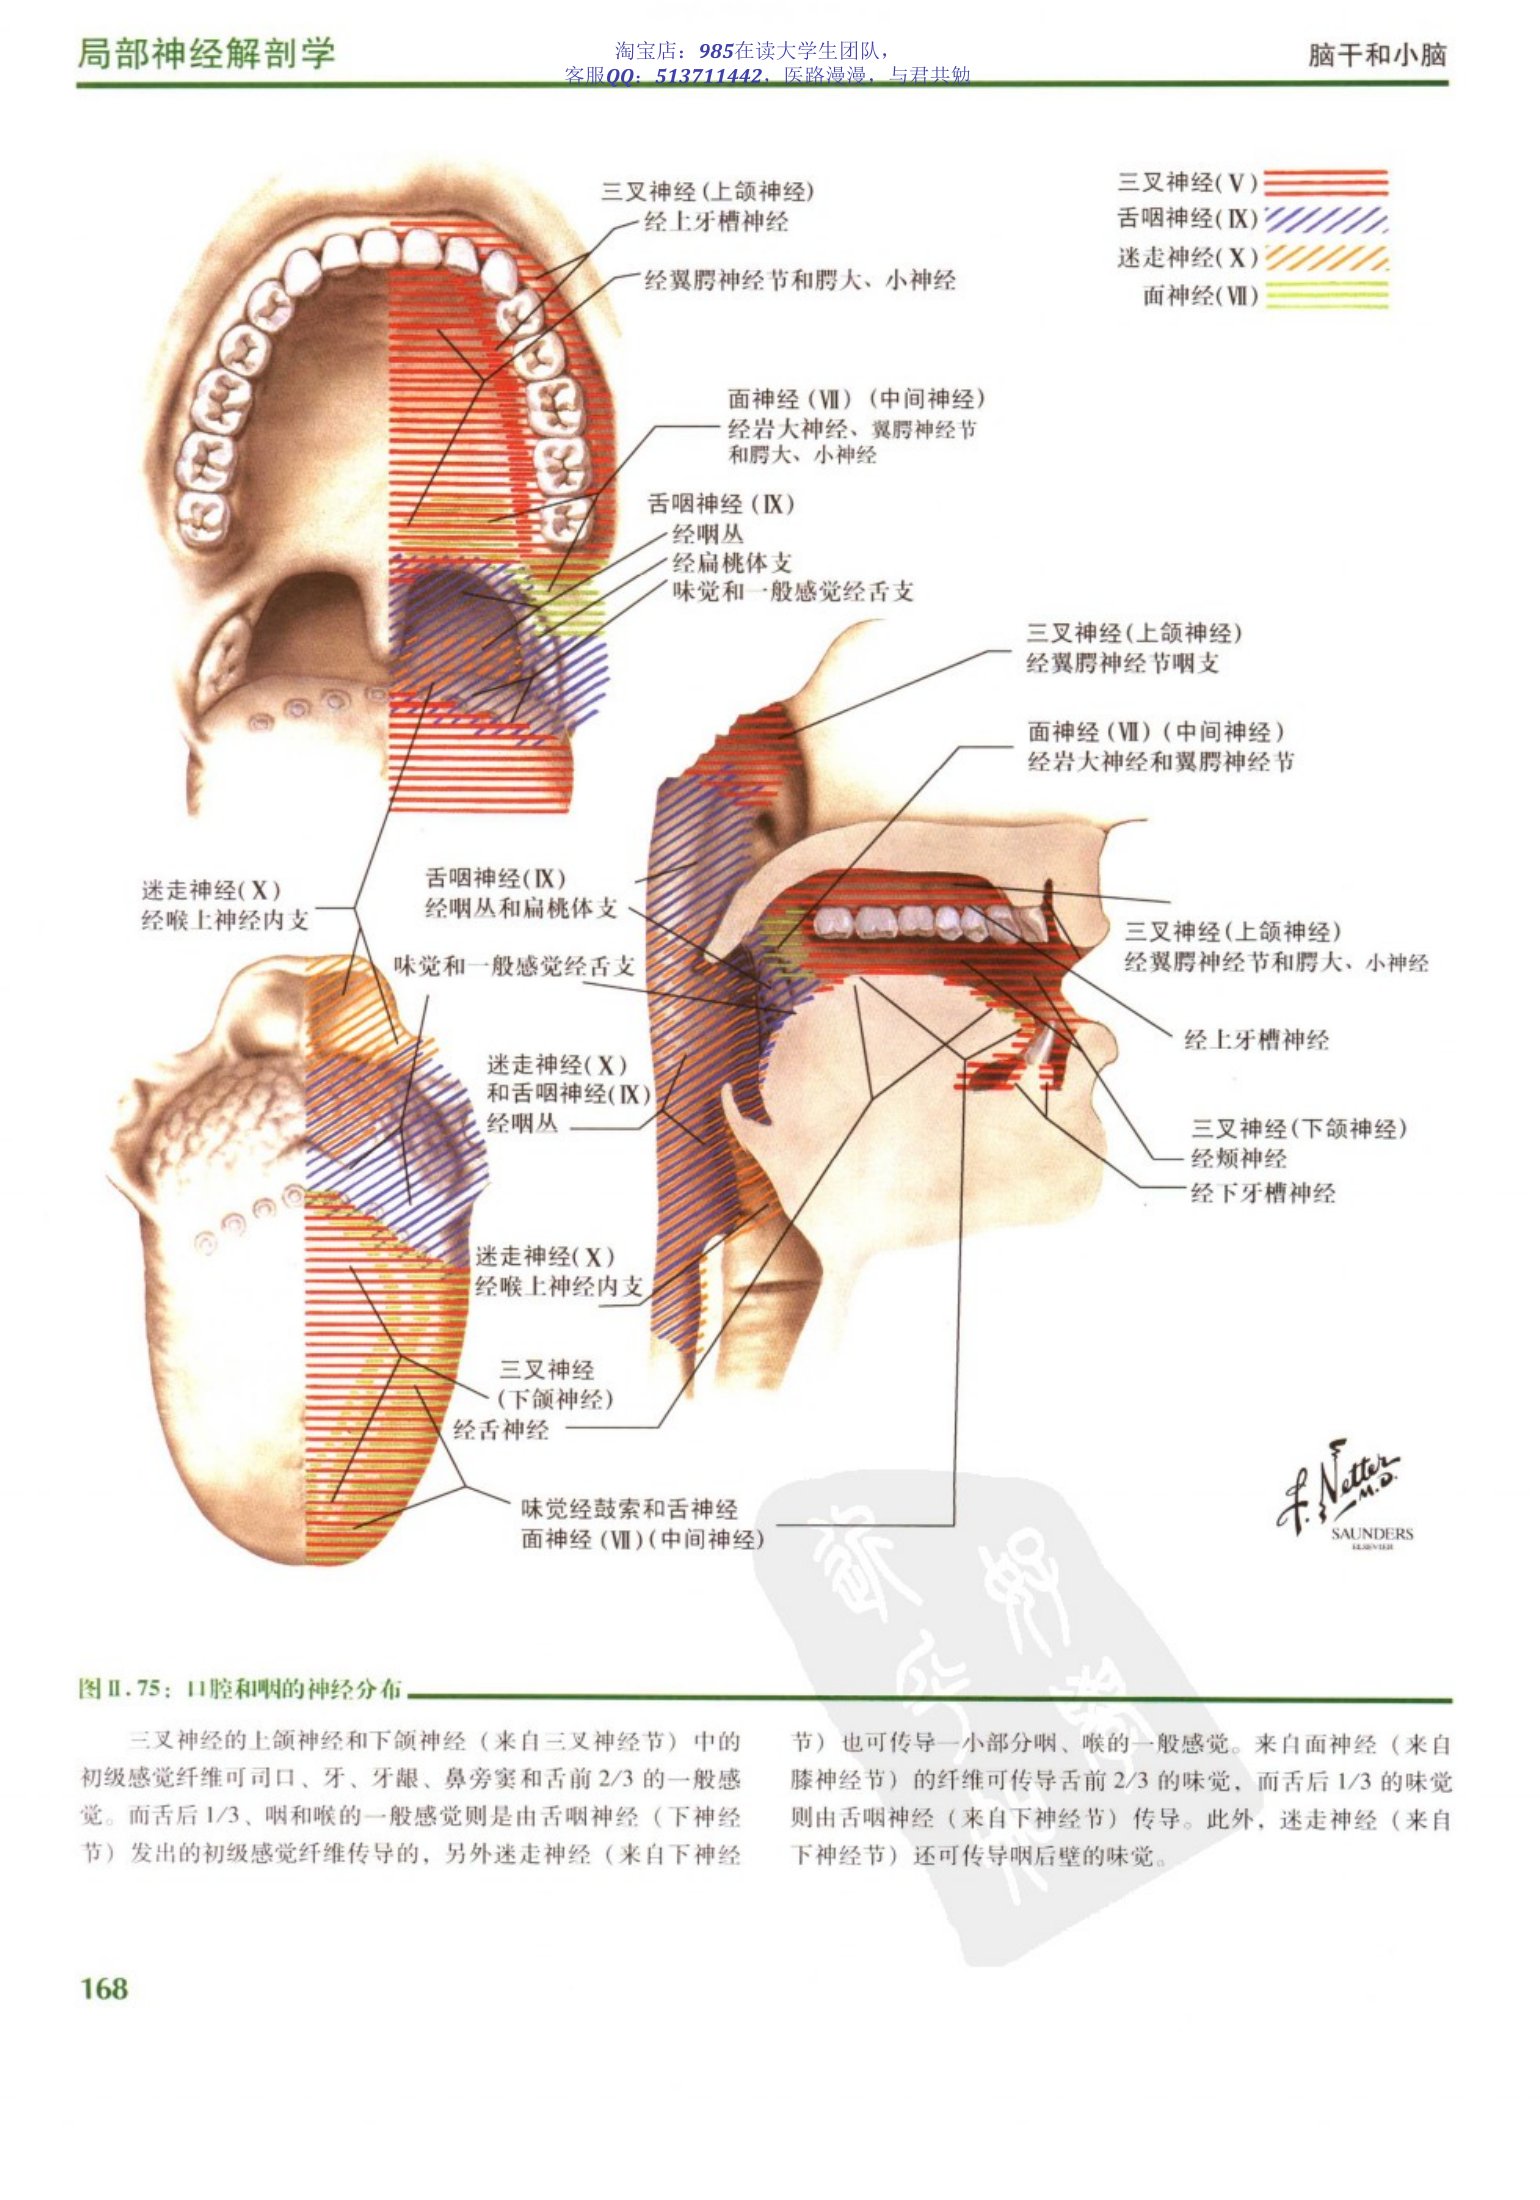 局部神经解剖学
淘宝店：985在读大学生团队，
客服QQ：513711442，医路漫漫，与君共勉
脑干和小脑
三叉神经(Ⅴ)
舌咽神经(Ⅸ)
迷走神经(Ⅹ)
面神经(Ⅶ)
三叉神经(上颌神经)
经上牙槽神经
经翼腭神经节和腭大、小神经
面神经(Ⅶ)(中间神经)
经岩大神经、翼腭神经节
和腭大、小神经
舌咽神经(Ⅸ)
经咽丛
经扁桃体支
味觉和一般感觉经舌支
三叉神经(上颌神经)
经翼腭神经节咽支
面神经(Ⅶ)(中间神经)
经岩大神经和翼腭神经节
迷走神经(Ⅹ)
经喉上神经内支
舌咽神经(Ⅸ)
经咽丛和扁桃体支
味觉和一般感觉经舌支
三叉神经(上颌神经)
经翼腭神经节和腭大、小神经
经上牙槽神经
迷走神经(Ⅹ)
和舌咽神经(Ⅸ)
经咽丛
三叉神经(下颌神经)
经颊神经
经下牙槽神经
迷走神经(Ⅹ)
经喉上神经内支
三叉神经
(下颌神经)
经舌神经
味觉经鼓索和舌神经
面神经(Ⅶ)(中间神经)
F. Netter M.D.
SAUNDERS
ELSEVIER
图Ⅱ.75：口腔和咽的神经分布
三叉神经的上颌神经和下颌神经（来自三叉神经节）中的
初级感觉纤维可司口、牙、牙龈、鼻旁窦和舌前2/3的一般感
觉。而舌后1/3、咽和喉的一般感觉则是由舌咽神经（下神经
节）发出的初级感觉纤维传导的，另外迷走神经（来自下神经
节）也可传导一小部分咽、喉的一般感觉。来自面神经（来自
膝神经节）的纤维可传导舌前2/3的味觉，而舌后1/3的味觉
则由舌咽神经（来自下神经节）传导。此外，迷走神经（来自
下神经节）还可传导咽后壁的味觉。
168